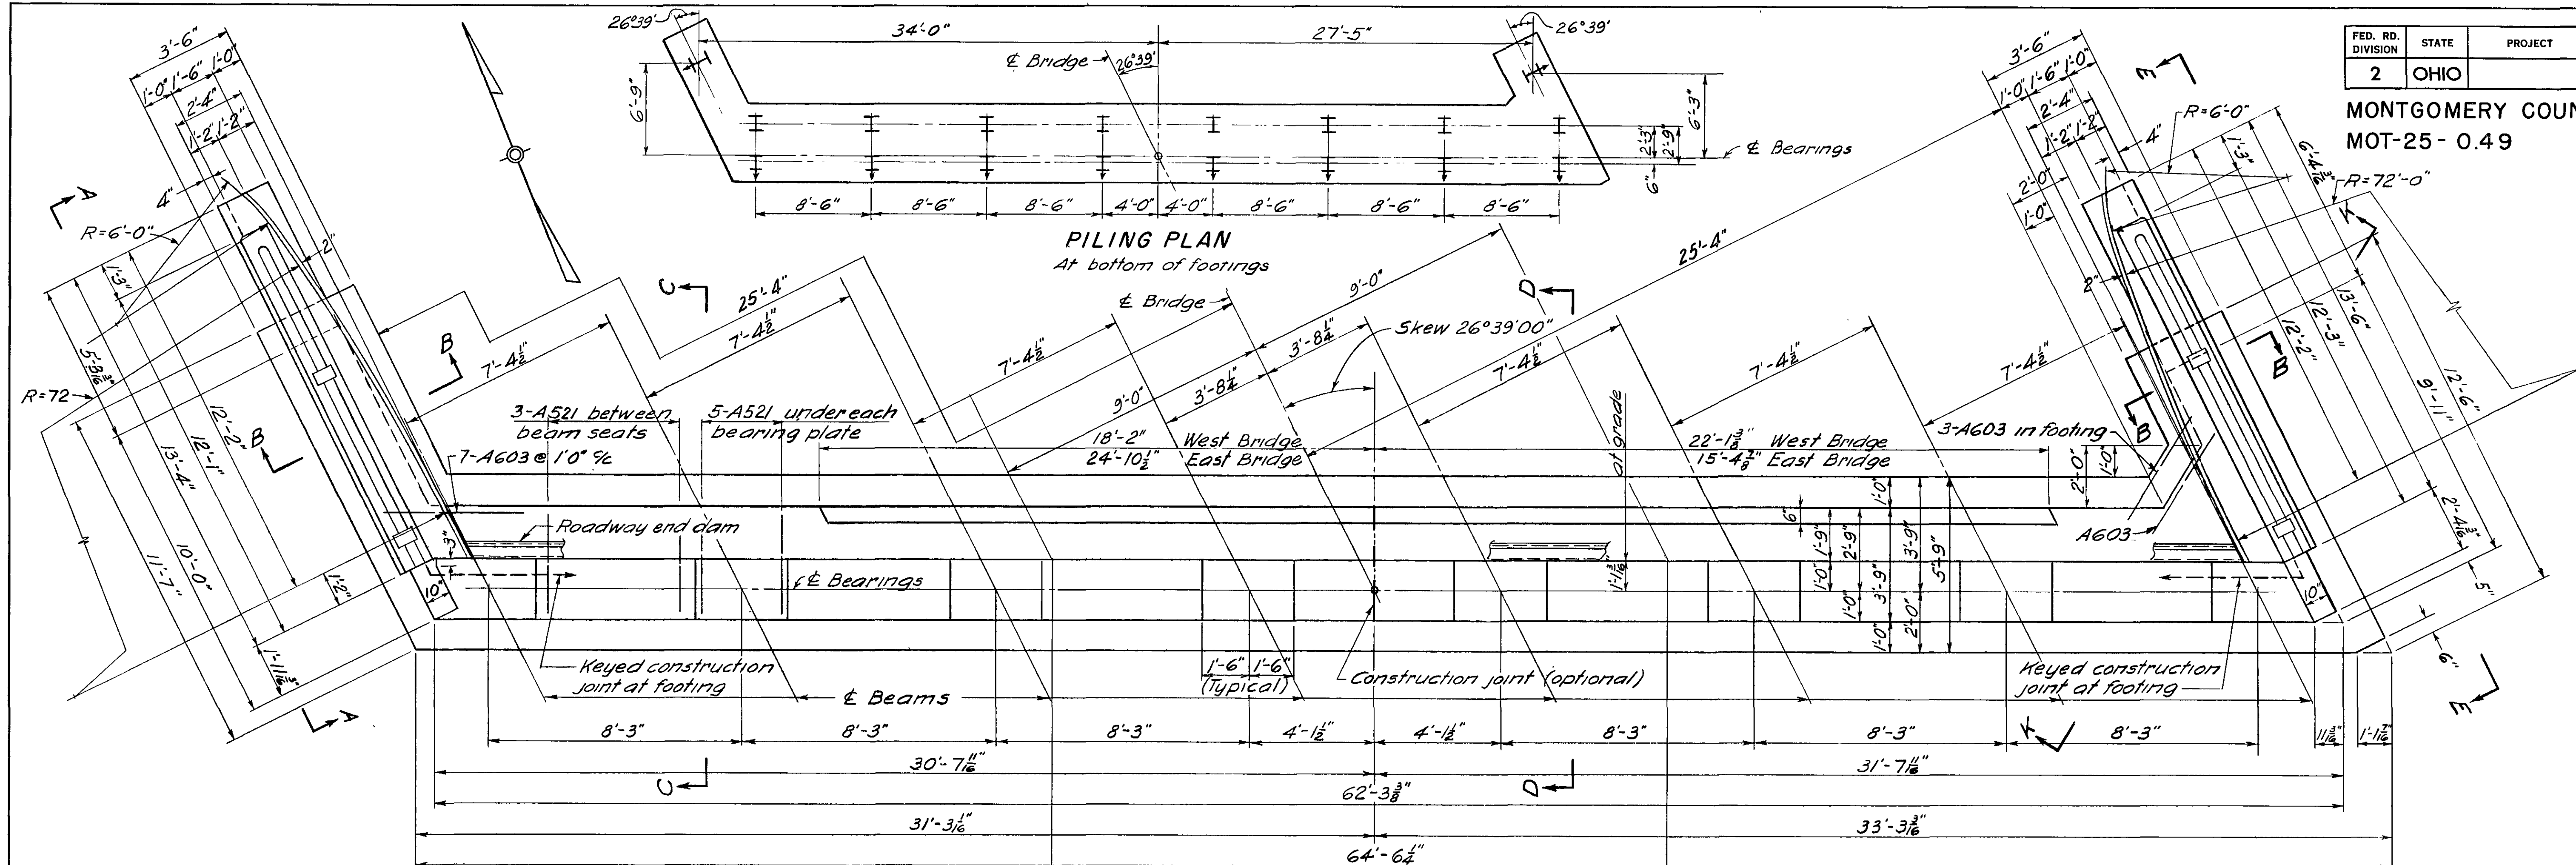 26°39'
34'-0"
27'-5"
26°39'
℄ Bridge
26°39'
6'-9"
6'-3"
2'-3"
2'-9"
℄ Bearings
6"
8'-6"
8'-6"
8'-6"
4'-0"
4'-0"
8'-6"
8'-6"
8'-6"
PILING PLAN
At bottom of footings
FED. RD. DIVISION
STATE
PROJECT
2
OHIO
MONTGOMERY COUN
MOT-25-0.49
3'-6"
1'-0"
1'-6"
1'-0"
2'-4"
1'-2"
1'-2"
4"
A
R=6'-0"
2"
1'-3"
5'-3 3/16"
R=72
12'-2"
12'-1"
13'-4"
10'-0"
11'-7"
1'-2"
1'-11 3/16"
B
B
A
C
25'-4"
7'-4 1/2"
7'-4 1/2"
℄ Bridge
9'-0"
7'-4 1/2"
3'-8 1/4"
9'-0"
3'-8 1/4"
D
Skew 26°39'00"
25'-4"
7'-4 1/2"
7'-4 1/2"
7'-4 1/2"
3'-6"
1'-0"
1'-6"
1'-0"
2'-4"
1'-2"
1'-2"
4"
2'-0"
1'-0"
E
R=6'-0"
1'-3"
6'-4 3/16"
R=72'-0"
K
2"
13'-6"
12'-3"
12'-2"
12'-6"
9'-11"
2'-4 3/16"
5"
6"
B
B
E
3-A521 between
beam seats
5-A521 under each
bearing plate
7-A603 @ 1'0" c/c
18'-2" West Bridge
24'-10 1/2" East Bridge
at grade
22'-1 3/8" West Bridge
15'-4 7/8" East Bridge
3-A603 in footing
2'-0"
1'-0"
A603
Roadway end dam
3"
10"
℄ Bearings
6"
1'-1 3/16"
1'-9"
1'-0"
2'-9"
1'-0"
1'-0"
3'-9"
1'-0"
3'-9"
2'-0"
5'-9"
10"
Keyed construction
joint at footing
℄ Beams
1'-6"
1'-6"
(Typical)
Construction joint (optional)
Keyed construction
joint at footing
8'-3"
8'-3"
8'-3"
4'-1 1/2"
4'-1 1/2"
8'-3"
8'-3"
K
8'-3"
11 3/16"
1'-1 7/16"
C
30'-7 11/16"
D
31'-7 11/16"
62'-3 3/8"
31'-3 1/16"
33'-3 3/16"
64'-6 1/4"